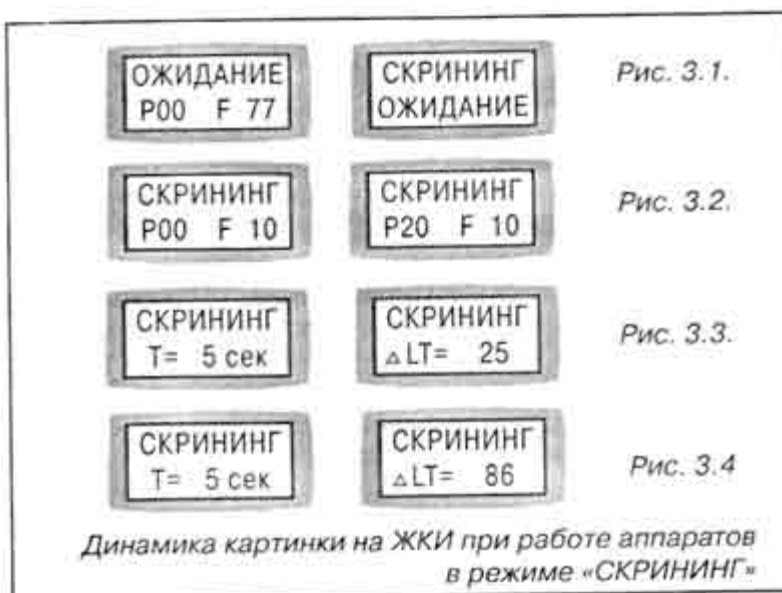 ОЖИДАНИЕ СКРИНИНГ Рис. 3.1.
P00 F 77 ОЖИДАНИЕ
СКРИНИНГ СКРИНИНГ Рис. 3.2.
P00 F 10 P20 F 10
СКРИНИНГ СКРИНИНГ Рис. 3.3.
T= 5 сек △LT= 25
СКРИНИНГ СКРИНИНГ Рис. 3.4
T= 5 сек △LT= 86
Динамика картинки на ЖКИ при работе аппаратов
в режиме «СКРИНИНГ»